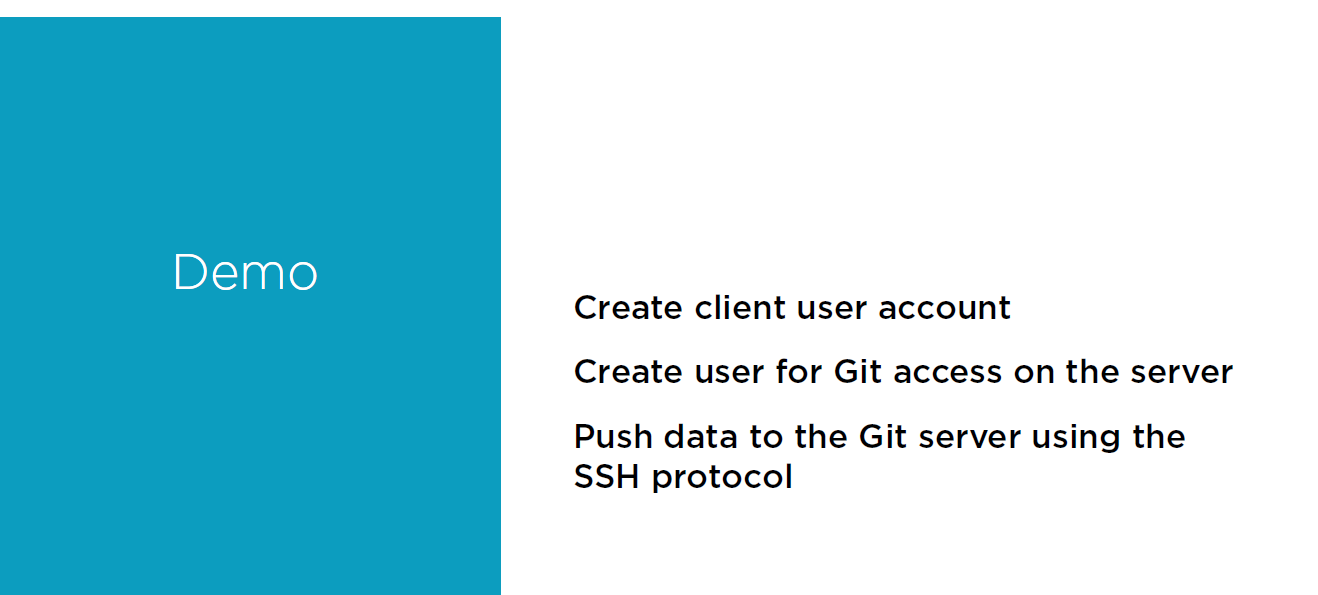 Demo
Create client user account
Create user for Git access on the server
Push data to the Git server using the
SSH protocol